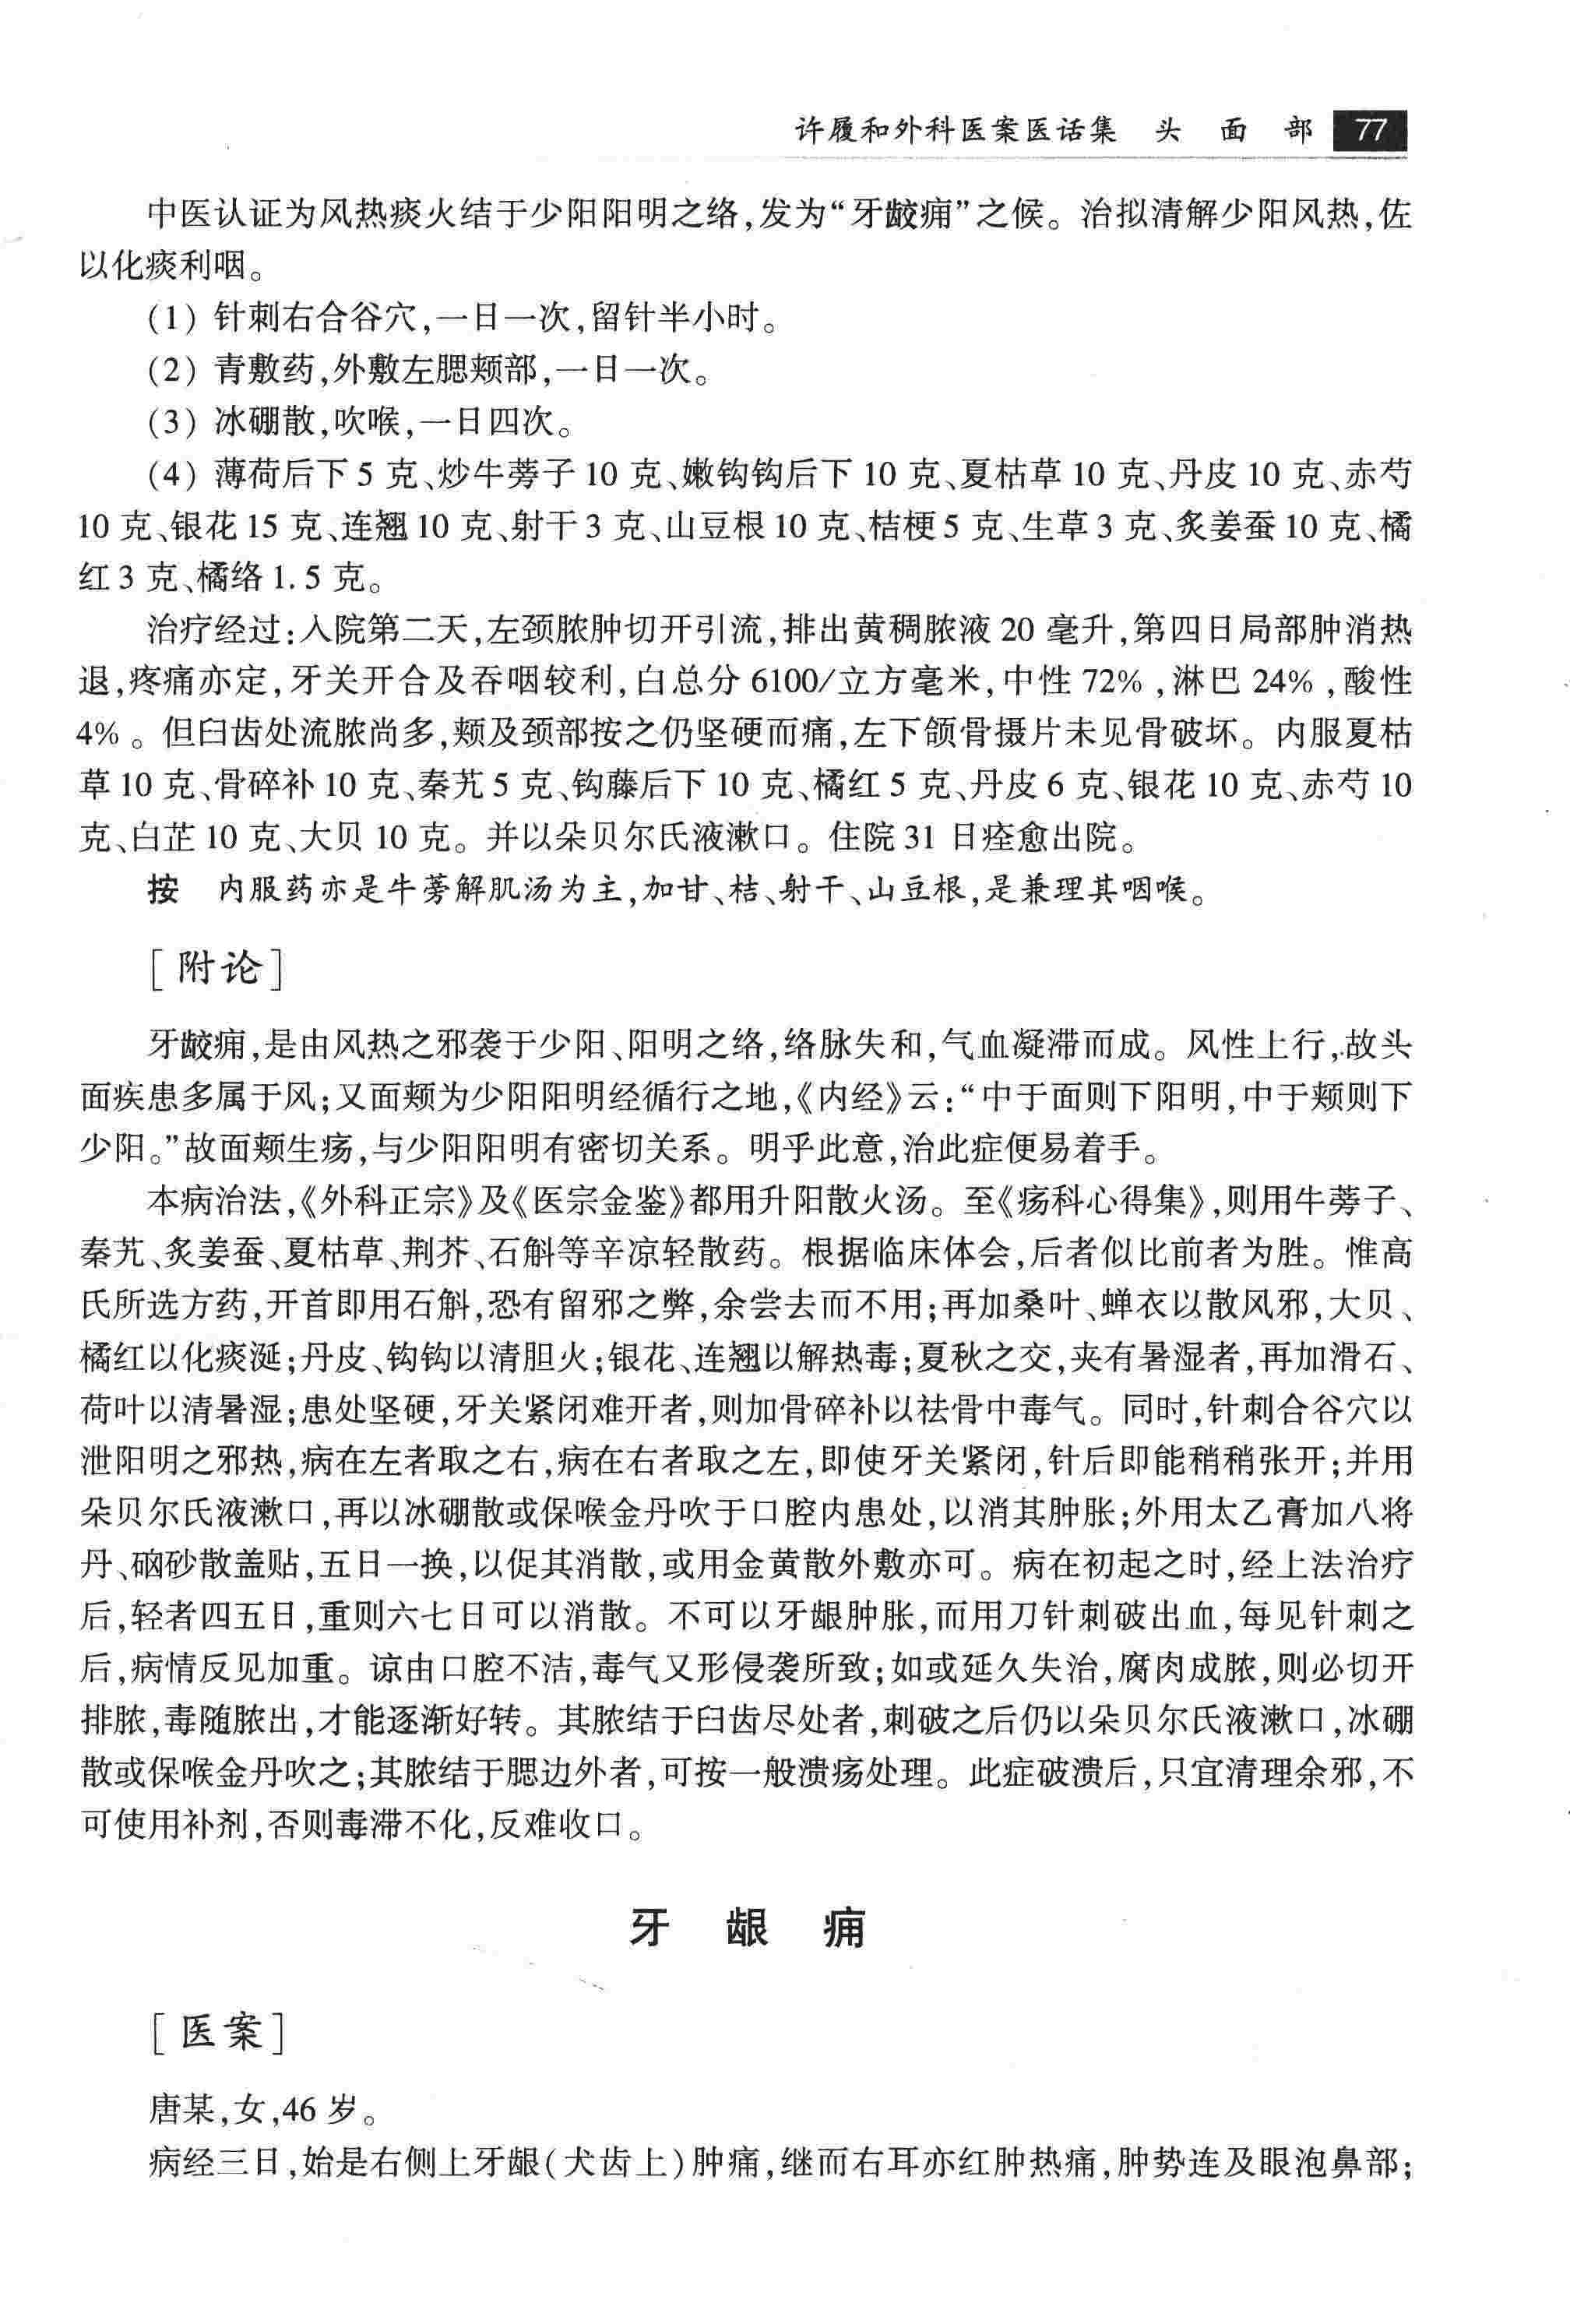 许履和外科医案医话集 头 面 部 77
中医认证为风热痰火结于少阳阳明之络,发为“牙齩痈”之候。治拟清解少阳风热,佐
以化痰利咽。
(1) 针刺右合谷穴,一日一次,留针半小时。
(2) 青敷药,外敷左腮颊部,一日一次。
(3) 冰硼散,吹喉,一日四次。
(4) 薄荷后下 5 克、炒牛蒡子 10 克、嫩钩钩后下 10 克、夏枯草 10 克、丹皮 10 克、赤芍
10 克、银花 15 克、连翘 10 克、射干 3 克、山豆根 10 克、桔梗 5 克、生草 3 克、炙姜蚕 10 克、橘
红 3 克、橘络 1.5 克。
治疗经过:入院第二天,左颈脓肿切开引流,排出黄稠脓液 20 毫升,第四日局部肿消热
退,疼痛亦定,牙关开合及吞咽较利,白总分 6100/立方毫米,中性 72%,淋巴 24%,酸性
4%。但臼齿处流脓尚多,颊及颈部按之仍坚硬而痛,左下颌骨摄片未见骨破坏。内服夏枯
草 10 克、骨碎补 10 克、秦艽 5 克、钩藤后下 10 克、橘红 5 克、丹皮 6 克、银花 10 克、赤芍 10
克、白芷 10 克、大贝 10 克。并以朵贝尔氏液漱口。住院 31 日痊愈出院。
按 内服药亦是牛蒡解肌汤为主,加甘、桔、射干、山豆根,是兼理其咽喉。
[附论]
牙齩痈,是由风热之邪袭于少阳、阳明之络,络脉失和,气血凝滞而成。风性上行,故头
面疾患多属于风;又面颊为少阳阳明经循行之地,《内经》云:“中于面则下阳明,中于颊则下
少阳。”故面颊生疡,与少阳阳明有密切关系。明乎此意,治此症便易着手。
本病治法,《外科正宗》及《医宗金鉴》都用升阳散火汤。至《疡科心得集》,则用牛蒡子、
秦艽、炙姜蚕、夏枯草、荆芥、石斛等辛凉轻散药。根据临床体会,后者似比前者为胜。惟高
氏所选方药,开首即用石斛,恐有留邪之弊,余尝去而不用;再加桑叶、蝉衣以散风邪,大贝、
橘红以化痰涎;丹皮、钩钩以清胆火;银花、连翘以解热毒;夏秋之交,夹有暑湿者,再加滑石、
荷叶以清暑湿;患处坚硬,牙关紧闭难开者,则加骨碎补以祛骨中毒气。同时,针刺合谷穴以
泄阳明之邪热,病在左者取之右,病在右者取之左,即使牙关紧闭,针后即能稍稍张开;并用
朵贝尔氏液漱口,再以冰硼散或保喉金丹吹于口腔内患处,以消其肿胀;外用太乙膏加八将
丹、硇砂散盖贴,五日一换,以促其消散,或用金黄散外敷亦可。病在初起之时,经上法治疗
后,轻者四五日,重则六七日可以消散。不可以牙龈肿胀,而用刀针刺破出血,每见针刺之
后,病情反见加重。谅由口腔不洁,毒气又形侵袭所致;如或延久失治,腐肉成脓,则必切开
排脓,毒随脓出,才能逐渐好转。其脓结于臼齿尽处者,刺破之后仍以朵贝尔氏液漱口,冰硼
散或保喉金丹吹之;其脓结于腮边外者,可按一般溃疡处理。此症破溃后,只宜清理余邪,不
可使用补剂,否则毒滞不化,反难收口。
牙 龈 痈
[医案]
唐某,女,46 岁。
病经三日,始是右侧上牙龈(犬齿上)肿痛,继而右耳亦红肿热痛,肿势连及眼泡鼻部;